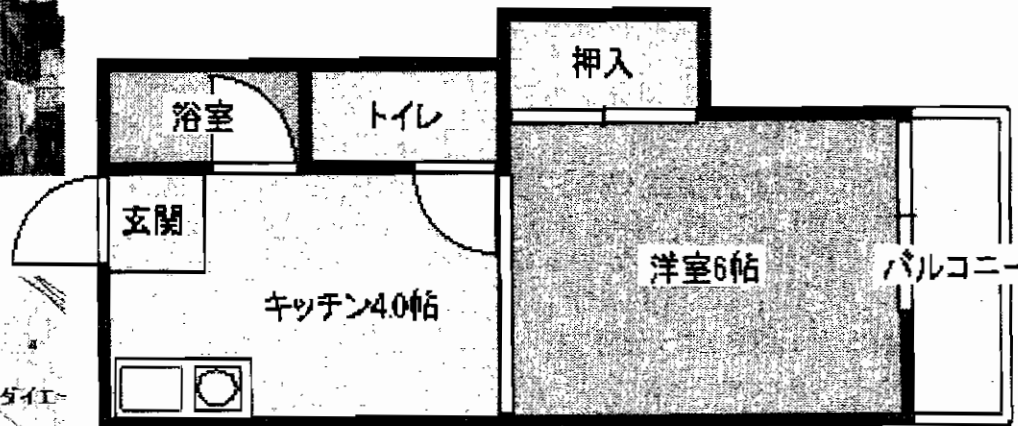 押入
浴室
トイレ
玄関
洋室6帖
バルコニー
キッチン4.0帖
ダイエー